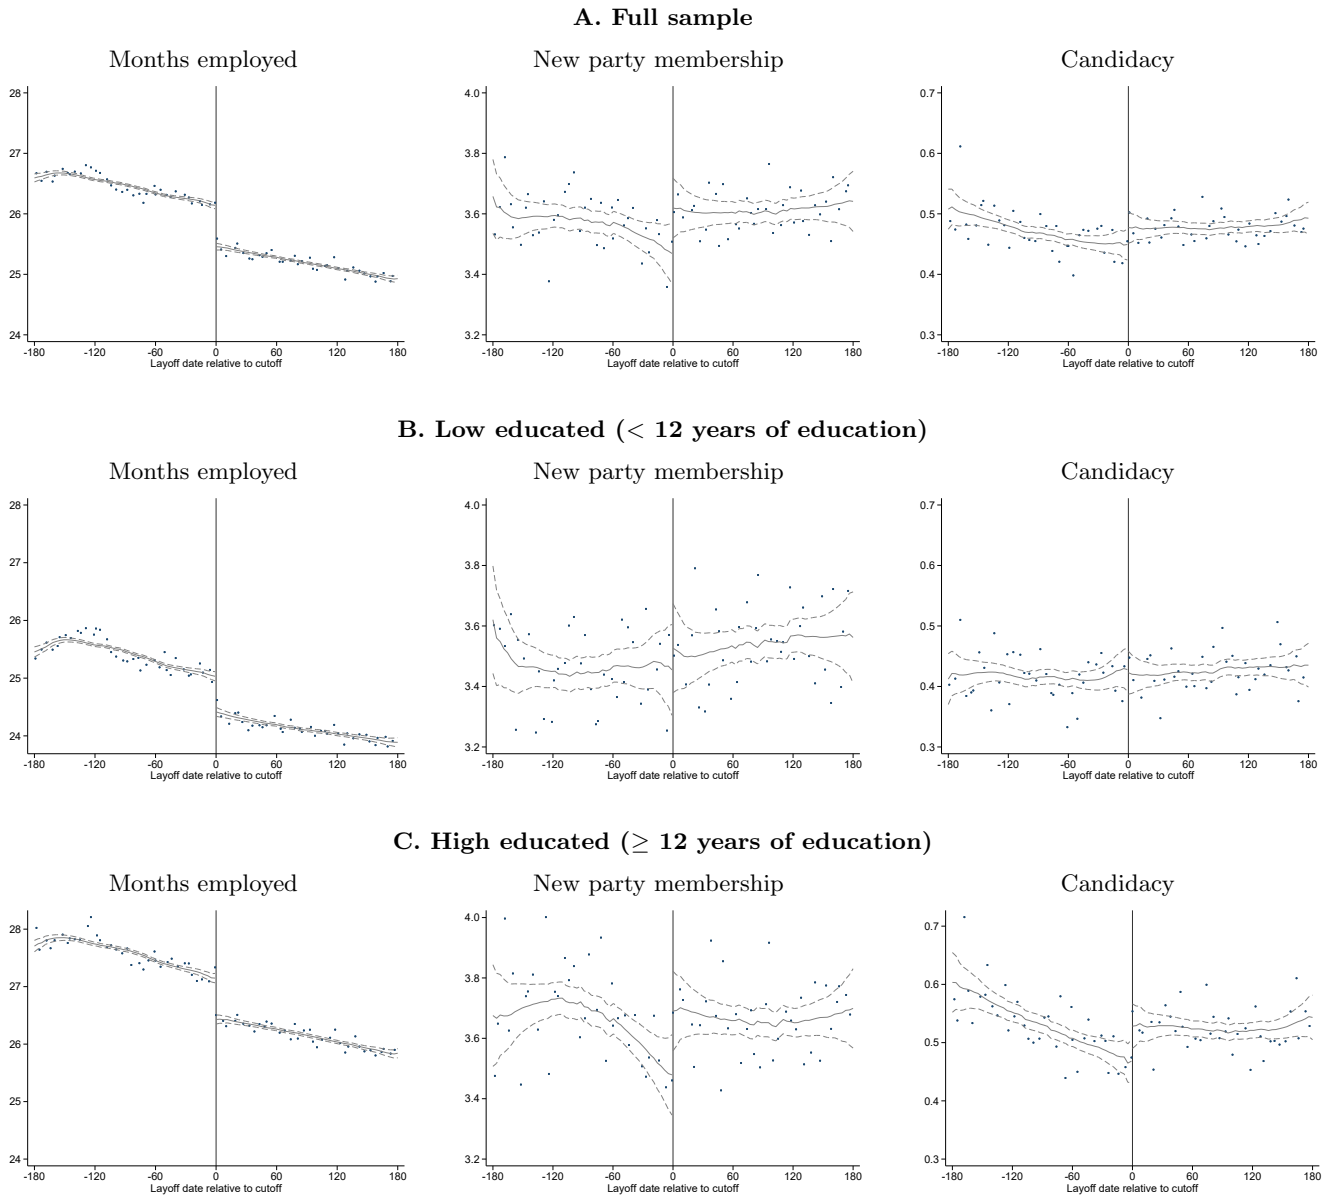 A. Full sample
Months employed
New party membership
Candidacy
28
27
26
25
24
-180 -120 -60 0 60 120 180
Layoff date relative to cutoff
4.0
3.8
3.6
3.4
3.2
-180 -120 -60 0 60 120 180
Layoff date relative to cutoff
0.7
0.6
0.5
0.4
0.3
-180 -120 -60 0 60 120 180
Layoff date relative to cutoff
B. Low educated (< 12 years of education)
Months employed
New party membership
Candidacy
28
27
26
25
24
-180 -120 -60 0 60 120 180
Layoff date relative to cutoff
4.0
3.8
3.6
3.4
3.2
-180 -120 -60 0 60 120 180
Layoff date relative to cutoff
0.7
0.6
0.5
0.4
0.3
-180 -120 -60 0 60 120 180
Layoff date relative to cutoff
C. High educated (≥ 12 years of education)
Months employed
New party membership
Candidacy
28
27
26
25
24
-180 -120 -60 0 60 120 180
Layoff date relative to cutoff
4.0
3.8
3.6
3.4
3.2
-180 -120 -60 0 60 120 180
Layoff date relative to cutoff
0.7
0.6
0.5
0.4
0.3
-180 -120 -60 0 60 120 180
Layoff date relative to cutoff